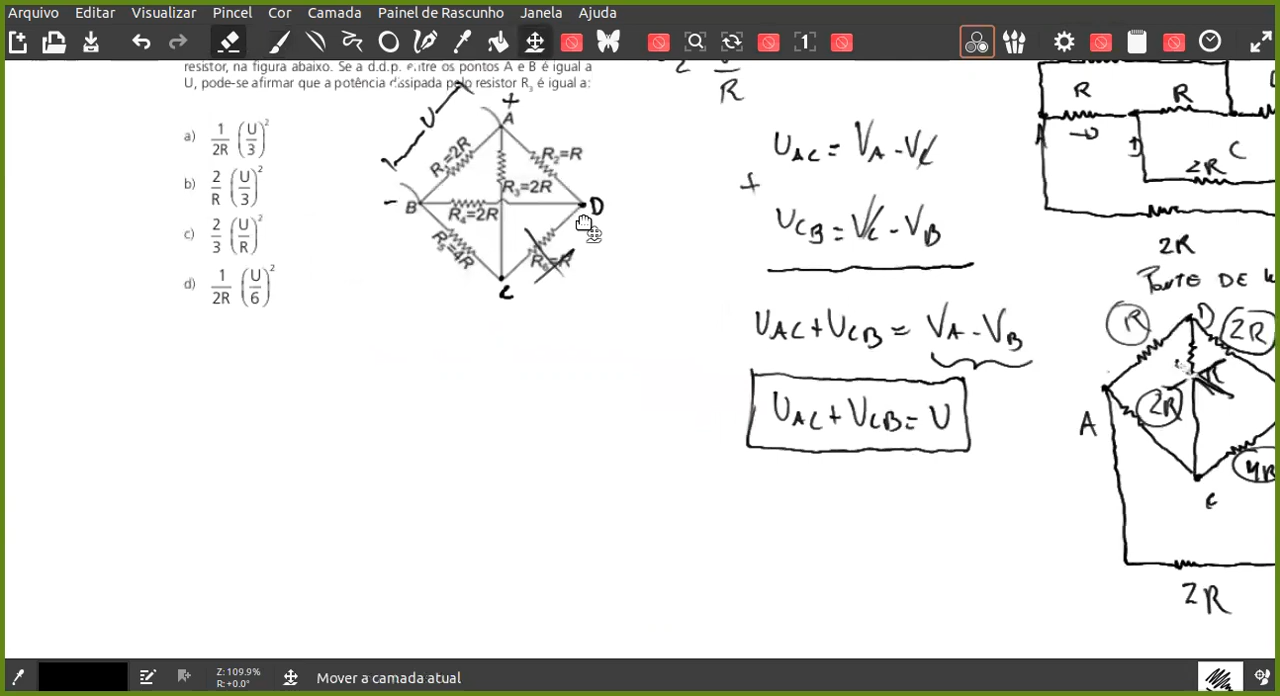 Arquivo Editar Visualizar Pincel Cor Camada Painel de Rascunho Janela Ajuda
resistor, na figura abaixo. Se a d.d.p. entre os pontos A e B é igual a
U, pode-se afirmar que a potência dissipada pelo resistor R3 é igual a:
a) 1/2R (U/3)²
b) 2/R (U/3)²
c) 2/3 (U/R)²
d) 1/2R (U/6)²
U
+
A
R1=2R
R2=R
R3=2R
- B
R4=2R
D
R5=4R
R6=R
C
2
U
R
UAC = VA - VC
+
UCB = VC - VB
UAC + UCB = VA - VB
UAC + UCB = U
R
R
A
C
2R
2R
PONTE DE
R
D
2R
R
2R
A
4R
C
2R
Z: 109.9%
R: +0.0°
Mover a camada atual